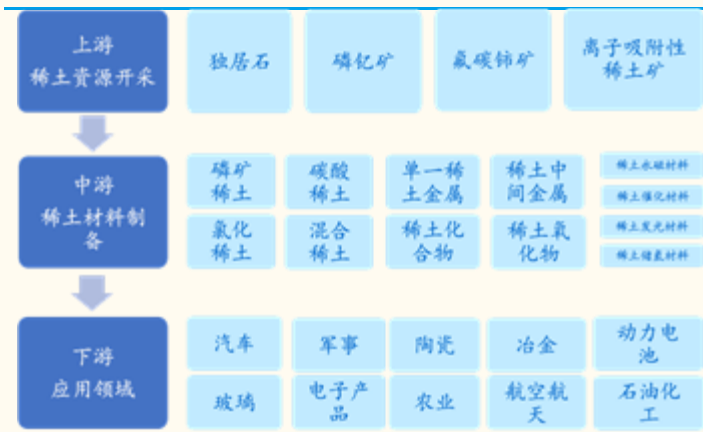 上游
稀土資源开采
独居石
磷钇矿
氟碳铈矿
离子吸附性
稀土矿
中游
稀土材料制
备
磷矿
稀土
碳酸
稀土
单一稀
土金属
稀土中
间金属
稀土永磁材料
稀土催化材料
氯化
稀土
混合
稀土
稀土化
合物
稀土氧
化物
稀土发光材料
稀土储氢材料
下游
应用领域
汽车
军事
陶瓷
冶金
动力电
池
玻璃
电子产
品
农业
航空航
天
石油化
工